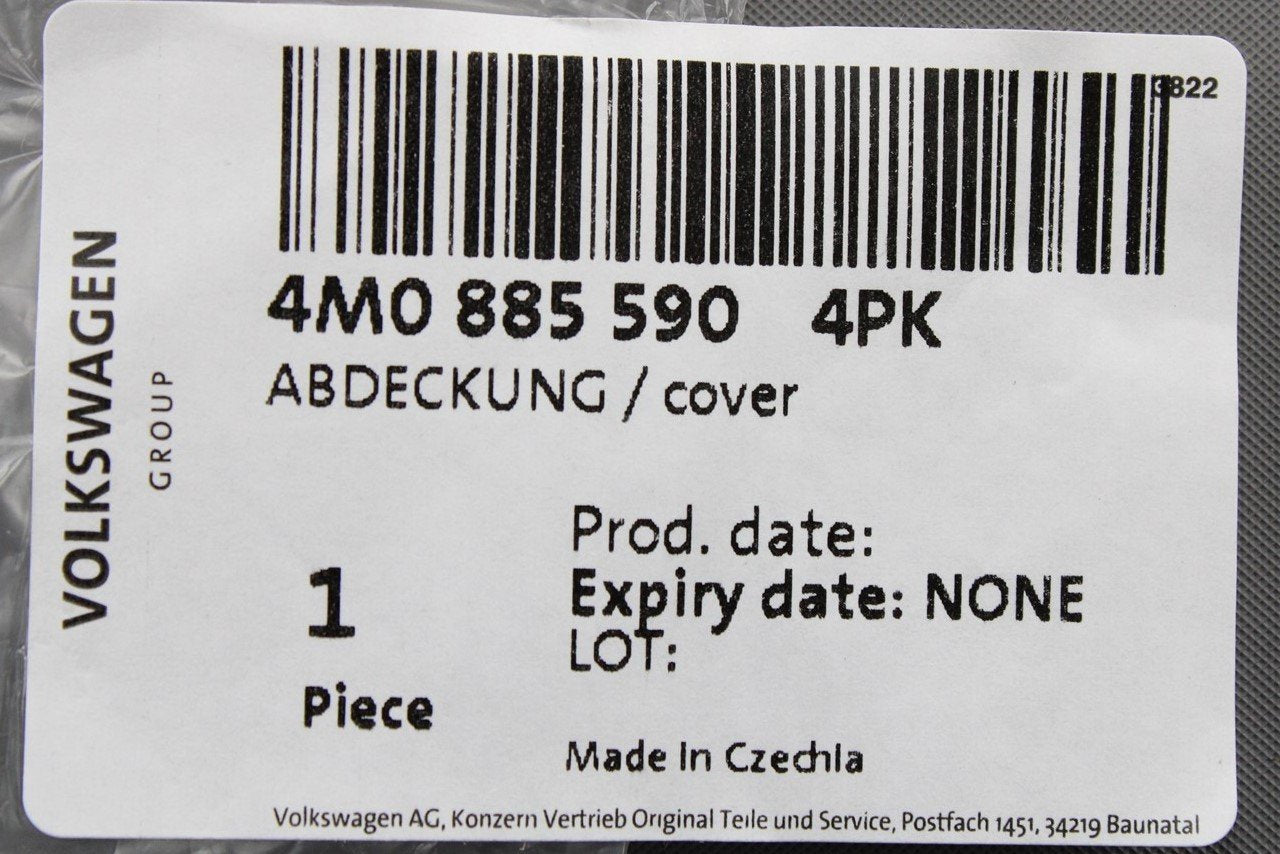 3822
4M0 885 590 4PK
ABDECKUNG / cover
VOLKSWAGEN
GROUP
Prod. date:
Expiry date: NONE
LOT:
1
Piece
Made In Czechia
Volkswagen AG, Konzern Vertrieb Original Teile und Service, Postfach 1451, 34219 Baunatal